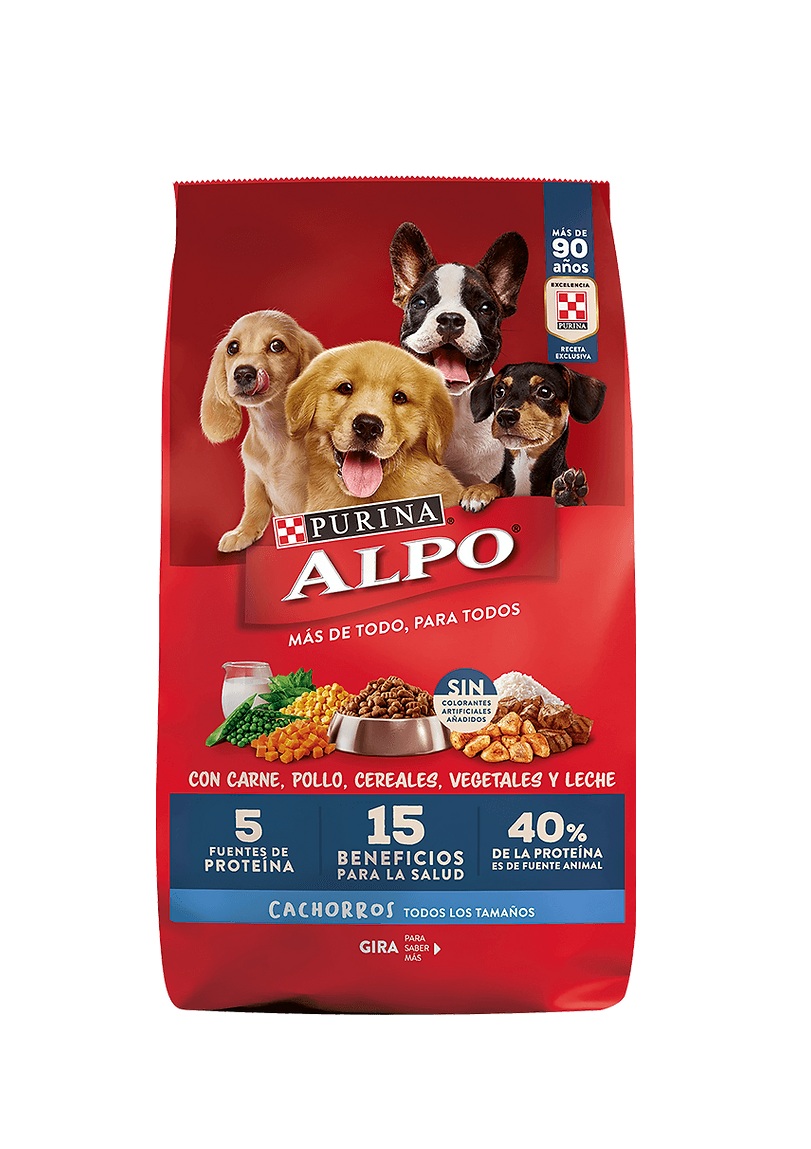 MÁS DE
90
años
EXCELENCIA
PURINA
RECETA
EXCLUSIVA
PURINA®
ALPO®
MÁS DE TODO, PARA TODOS
SIN
COLORANTES
ARTIFICIALES
AÑADIDOS
CON CARNE, POLLO, CEREALES, VEGETALES Y LECHE
5
FUENTES DE
PROTEÍNA
15
BENEFICIOS
PARA LA SALUD
40%
DE LA PROTEÍNA
ES DE FUENTE ANIMAL
CACHORROS TODOS LOS TAMAÑOS
GIRA PARA
SABER
MÁS